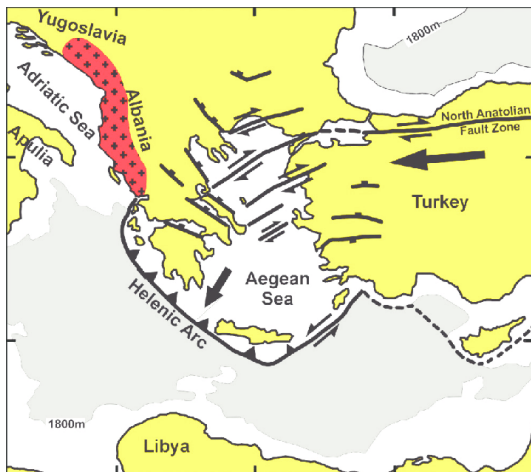 1800m
Yugoslavia
Adriatic Sea
Albania
Apulia
North Anatolian
Fault Zone
Turkey
Aegean
Sea
Helenic Arc
1800m
Libya